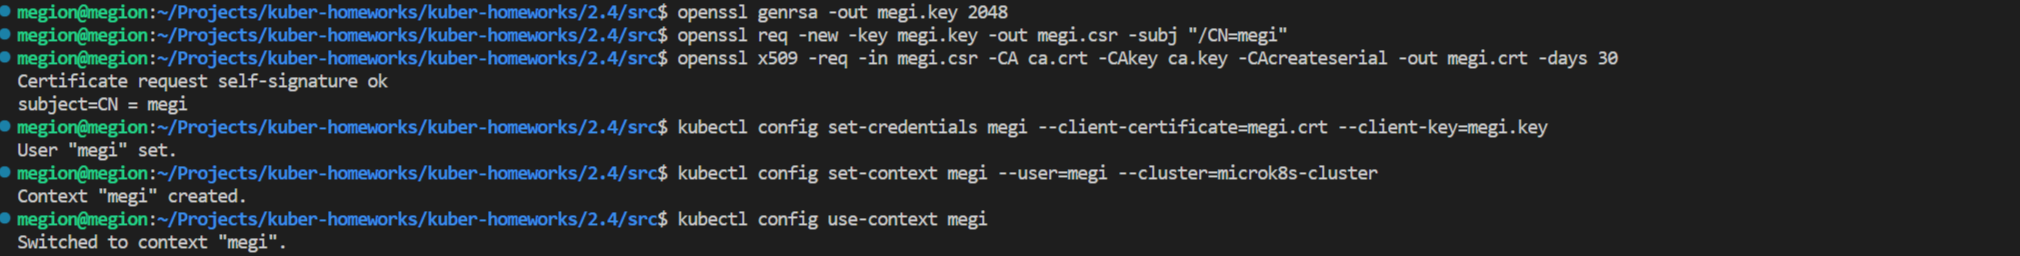 megion@megion:~/Projects/kuber-homeworks/kuber-homeworks/2.4/src$ openssl genrsa -out megi.key 2048
megion@megion:~/Projects/kuber-homeworks/kuber-homeworks/2.4/src$ openssl req -new -key megi.key -out megi.csr -subj "/CN=megi"
megion@megion:~/Projects/kuber-homeworks/kuber-homeworks/2.4/src$ openssl x509 -req -in megi.csr -CA ca.crt -CAkey ca.key -CAcreateserial -out megi.crt -days 30
Certificate request self-signature ok
subject=CN = megi
megion@megion:~/Projects/kuber-homeworks/kuber-homeworks/2.4/src$ kubectl config set-credentials megi --client-certificate=megi.crt --client-key=megi.key
User "megi" set.
megion@megion:~/Projects/kuber-homeworks/kuber-homeworks/2.4/src$ kubectl config set-context megi --user=megi --cluster=microk8s-cluster
Context "megi" created.
megion@megion:~/Projects/kuber-homeworks/kuber-homeworks/2.4/src$ kubectl config use-context megi
Switched to context "megi".